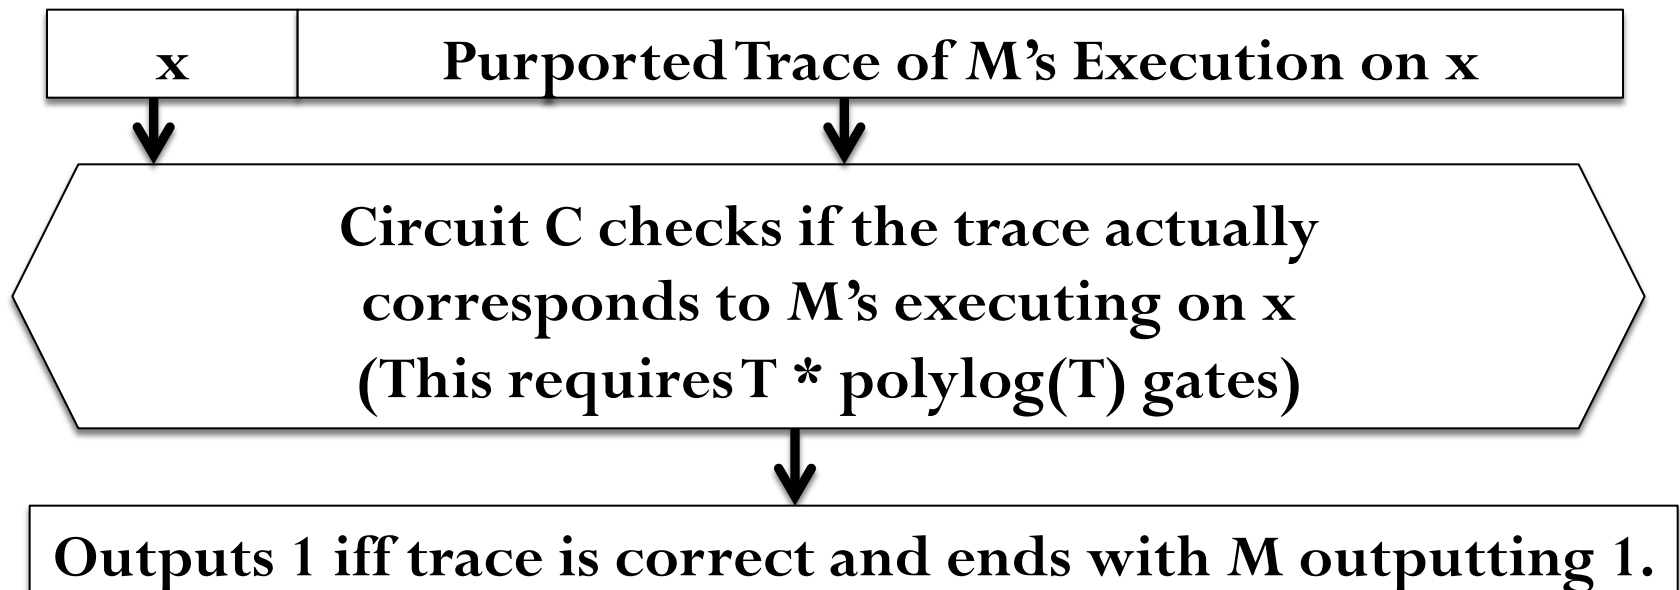 x
Purported Trace of M’s Execution on x
Circuit C checks if the trace actually
corresponds to M’s executing on x
(This requires T * polylog(T) gates)
Outputs 1 iff trace is correct and ends with M outputting 1.